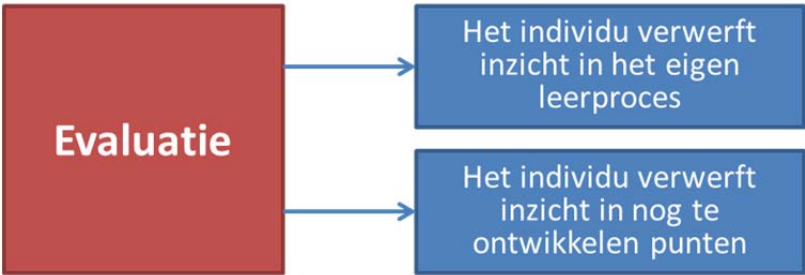 Evaluatie
Het individu verwerft
inzicht in het eigen
leerproces
Het individu verwerft
inzicht in nog te
ontwikkelen punten